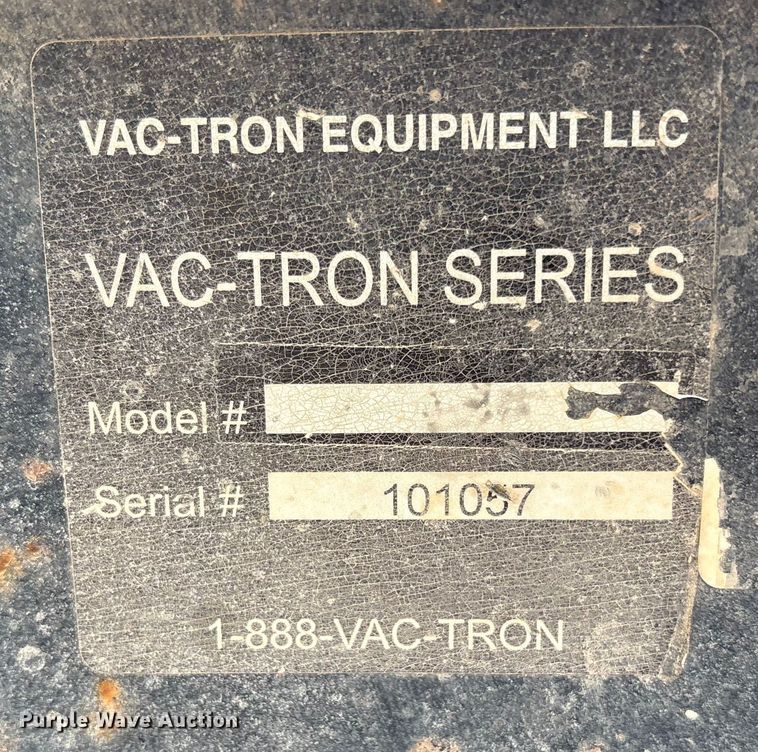 VAC-TRON EQUIPMENT LLC
VAC-TRON SERIES
Model #
Serial # 101057
1-888-VAC-TRON
Purple Wave Auction